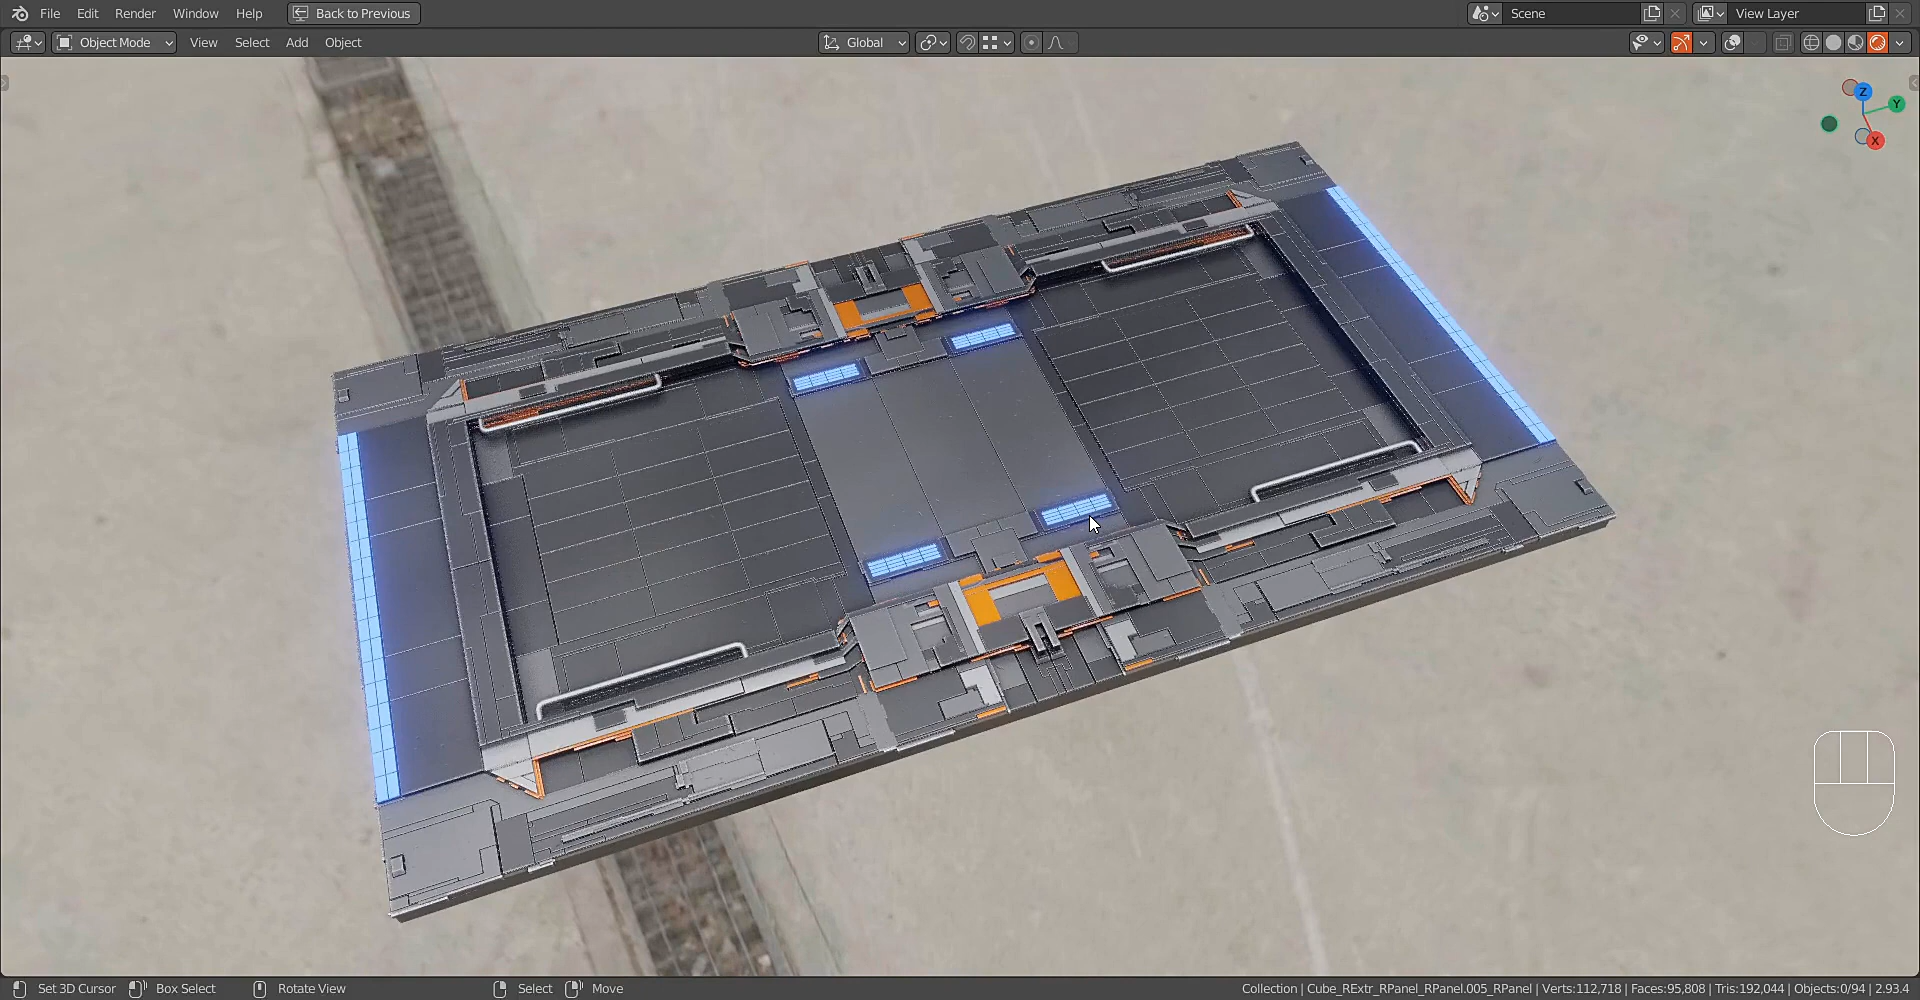 File Edit Render Window Help Back to Previous Scene View Layer
Object Mode View Select Add Object Global
Z
Y
X
Set 3D Cursor Box Select Rotate View Select Move Collection | Cube_RExtr_RPanel_RPanel.005_RPanel | Verts:112,718 | Faces:95,808 | Tris:192,044 | Objects:0/94 | 2.93.4